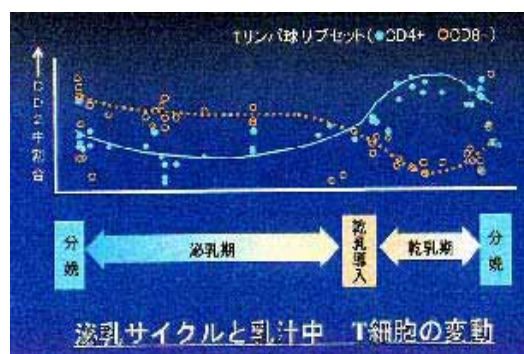 Tリンパ球サブセット(●CD4+ ○CD8+)
↑CD2中割合
分娩
泌乳期
乾乳導入
乾乳期
分娩
泌乳サイクルと乳汁中 T細胞の変動